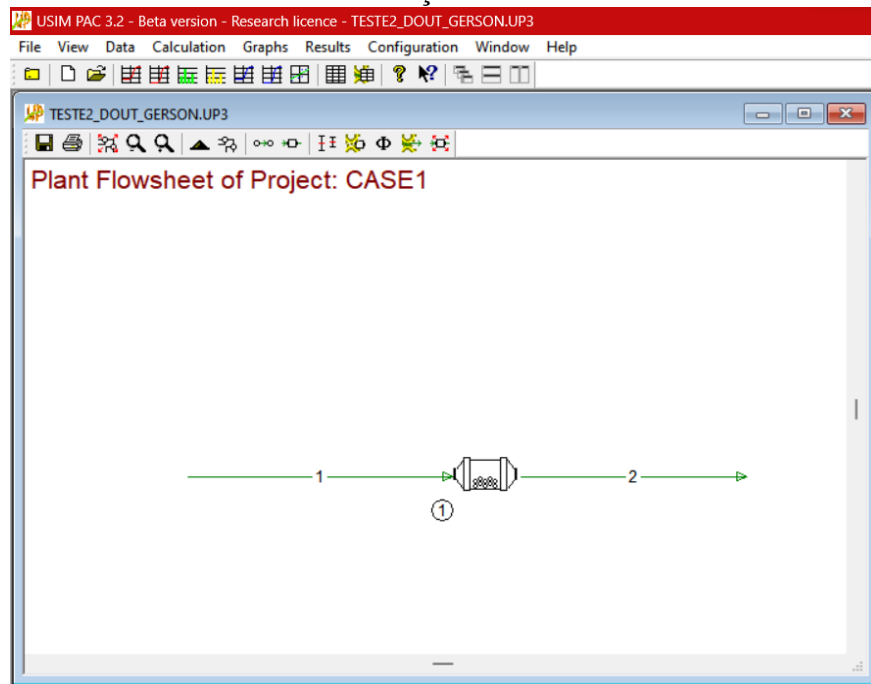 USIM PAC 3.2 - Beta version - Research licence - TESTE2_DOUT_GERSON.UP3
File View Data Calculation Graphs Results Configuration Window Help
TESTE2_DOUT_GERSON.UP3
Plant Flowsheet of Project: CASE1
1 2
1